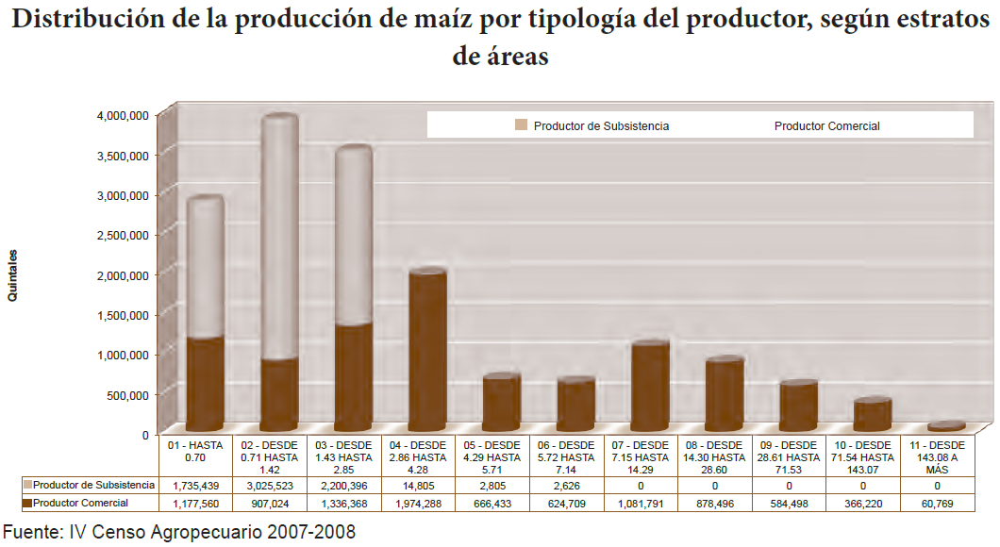 Distribución de la producción de maíz por tipología del productor, según estratos
de áreas
Productor de Subsistencia Productor Comercial
4,000,000
3,500,000
3,000,000
2,500,000
2,000,000
1,500,000
1,000,000
500,000
0
Quintales
01 - HASTA 02 - DESDE 03 - DESDE 04 - DESDE 05 - DESDE 06 - DESDE 07 - DESDE 08 - DESDE 09 - DESDE 10 - DESDE 11 - DESDE
0.70 0.71 HASTA 1.43 HASTA 2.86 HASTA 4.29 HASTA 5.72 HASTA 7.15 HASTA 14.30 HASTA 28.61 HASTA 71.54 HASTA 143.08 A
1.42 2.85 4.28 5.71 7.14 14.29 28.60 71.53 143.07 MÁS
Productor de Subsistencia 1,735,439 3,025,523 2,200,396 14,805 2,805 2,626 0 0 0 0 0
Productor Comercial 1,177,560 907,024 1,336,368 1,974,288 666,433 624,709 1,081,791 878,496 584,498 366,220 60,769
Fuente: IV Censo Agropecuario 2007-2008